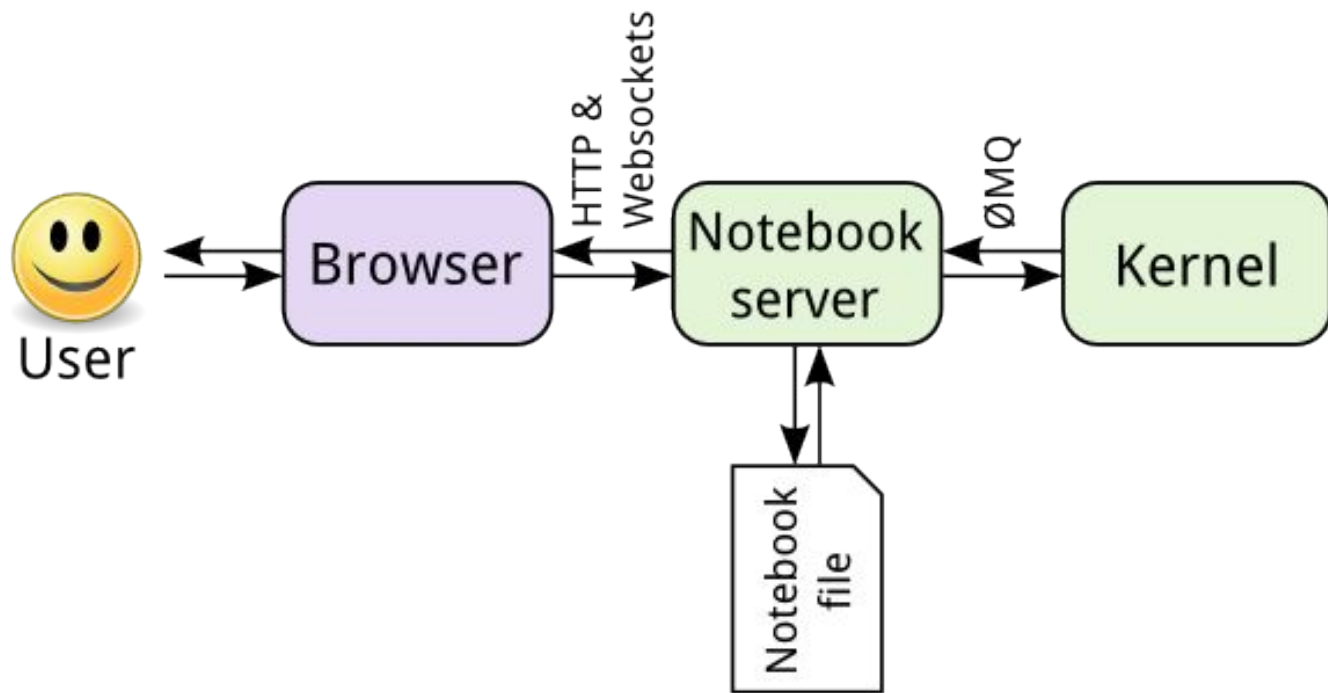 User
Browser
HTTP &
Websockets
Notebook
server
ØMQ
Kernel
Notebook
file